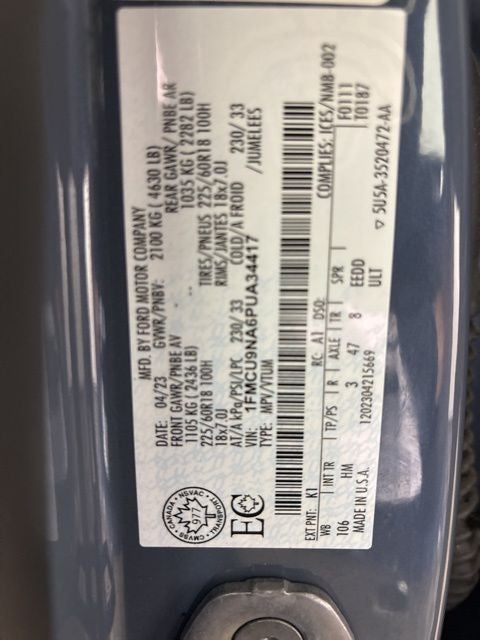 MFD. BY FORD MOTOR COMPANY
DATE: 04/23 GVWR/PNBV: 2100 KG ( 4630 LB)
FRONT GAWR/ PNBE AV REAR GAWR/ PNBE AR
1105 KG ( 2436 LB) 1035 KG ( 2282 LB)
225/60R18 100H TIRES/PNEUS 225/60R18 100H
18x7.0J RIMS/JANTES 18x7.0J
AT/A kPa/PSI/LPC 230/ 33 COLD/A FROID 230/ 33
VIN: 1FMCU9NA6PUA34417 /JUMELEES
TYPE: MPV/VTUM
CANADA
NSVAC
977
TRANSPORT
CMVSS
EC
COMPLIES: ICES/NMB-002
EXT PNT: K1 RC: A1 DSO: F0111
T0187
WB INT TR TP/PS R AXLE TR SPR
106 HM 3 47 8 EEDD
ULT
MADE IN U.S.A. 1202304215669 ▽ 5U5A-3520472-AA